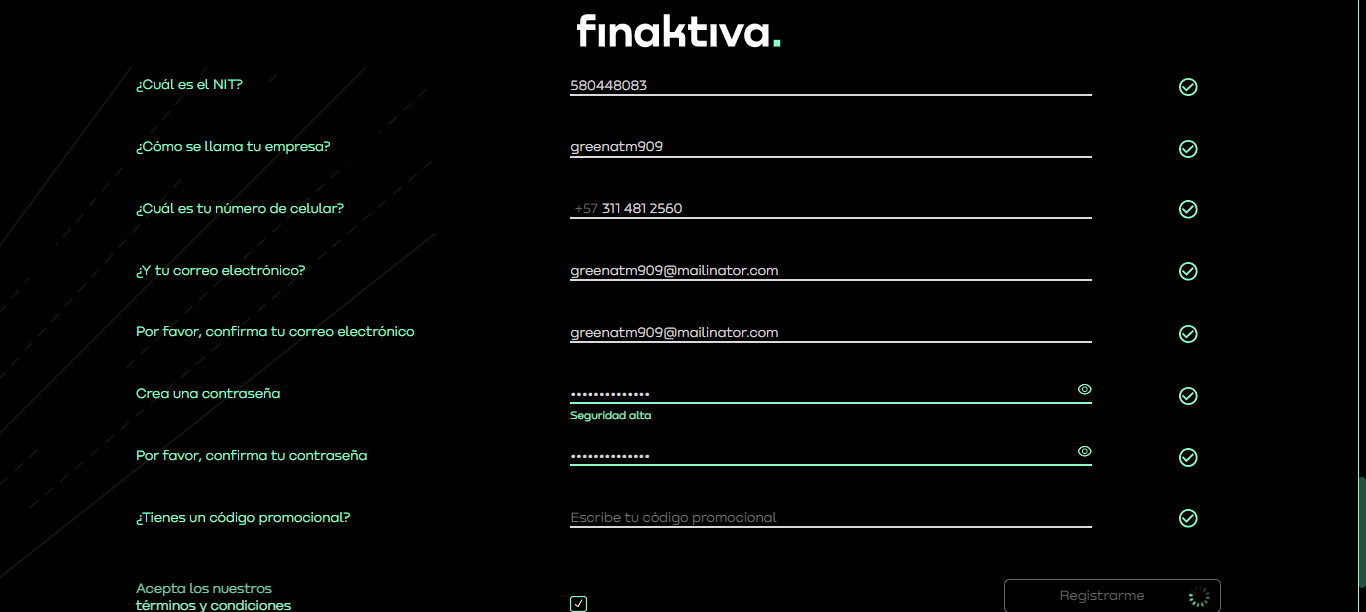 finaktiva.
¿Cuál es el NIT? 580448083
¿Cómo se llama tu empresa? greenatm909
¿Cuál es tu número de celular? +57 311 481 2560
¿Y tu correo electrónico? greenatm909@mailinator.com
Por favor, confirma tu correo electrónico greenatm909@mailinator.com
Crea una contraseña ••••••••••••••
Seguridad alta
Por favor, confirma tu contraseña ••••••••••••••
¿Tienes un código promocional? Escribe tu código promocional
Acepta los nuestros
términos y condiciones
Registrarme